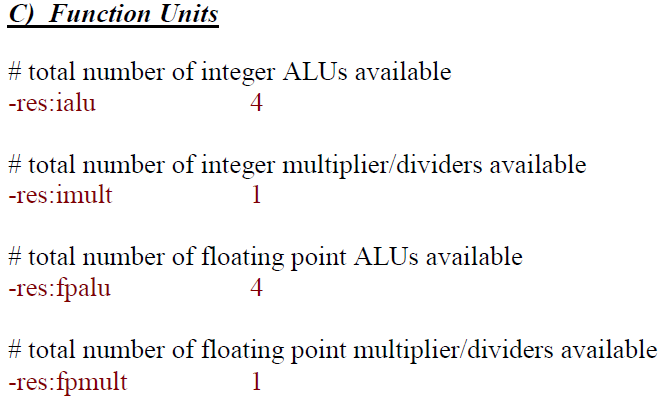 C) Function Units
# total number of integer ALUs available
-res:ialu 4
# total number of integer multiplier/dividers available
-res:imult 1
# total number of floating point ALUs available
-res:fpalu 4
# total number of floating point multiplier/dividers available
-res:fpmult 1